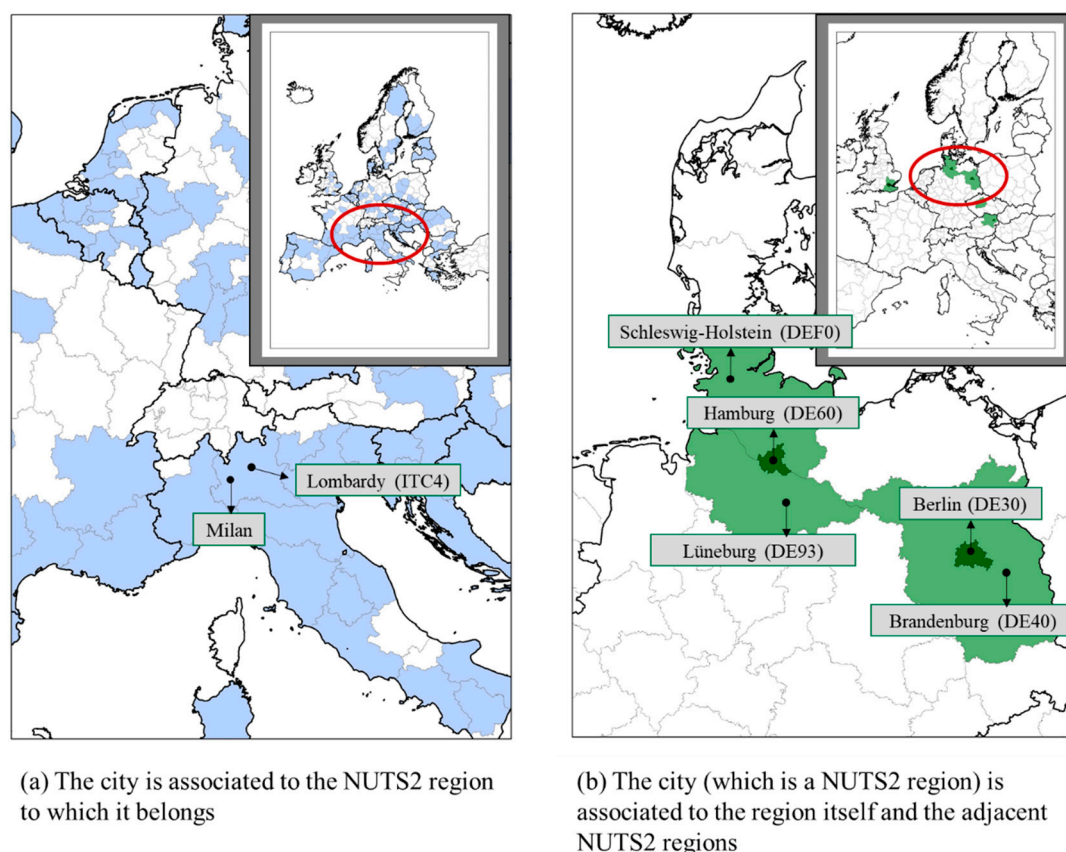 Lombardy (ITC4)
Milan
Schleswig-Holstein (DEF0)
Hamburg (DE60)
Berlin (DE30)
Lüneburg (DE93)
Brandenburg (DE40)
(a) The city is associated to the NUTS2 region
to which it belongs
(b) The city (which is a NUTS2 region) is
associated to the region itself and the adjacent
NUTS2 regions